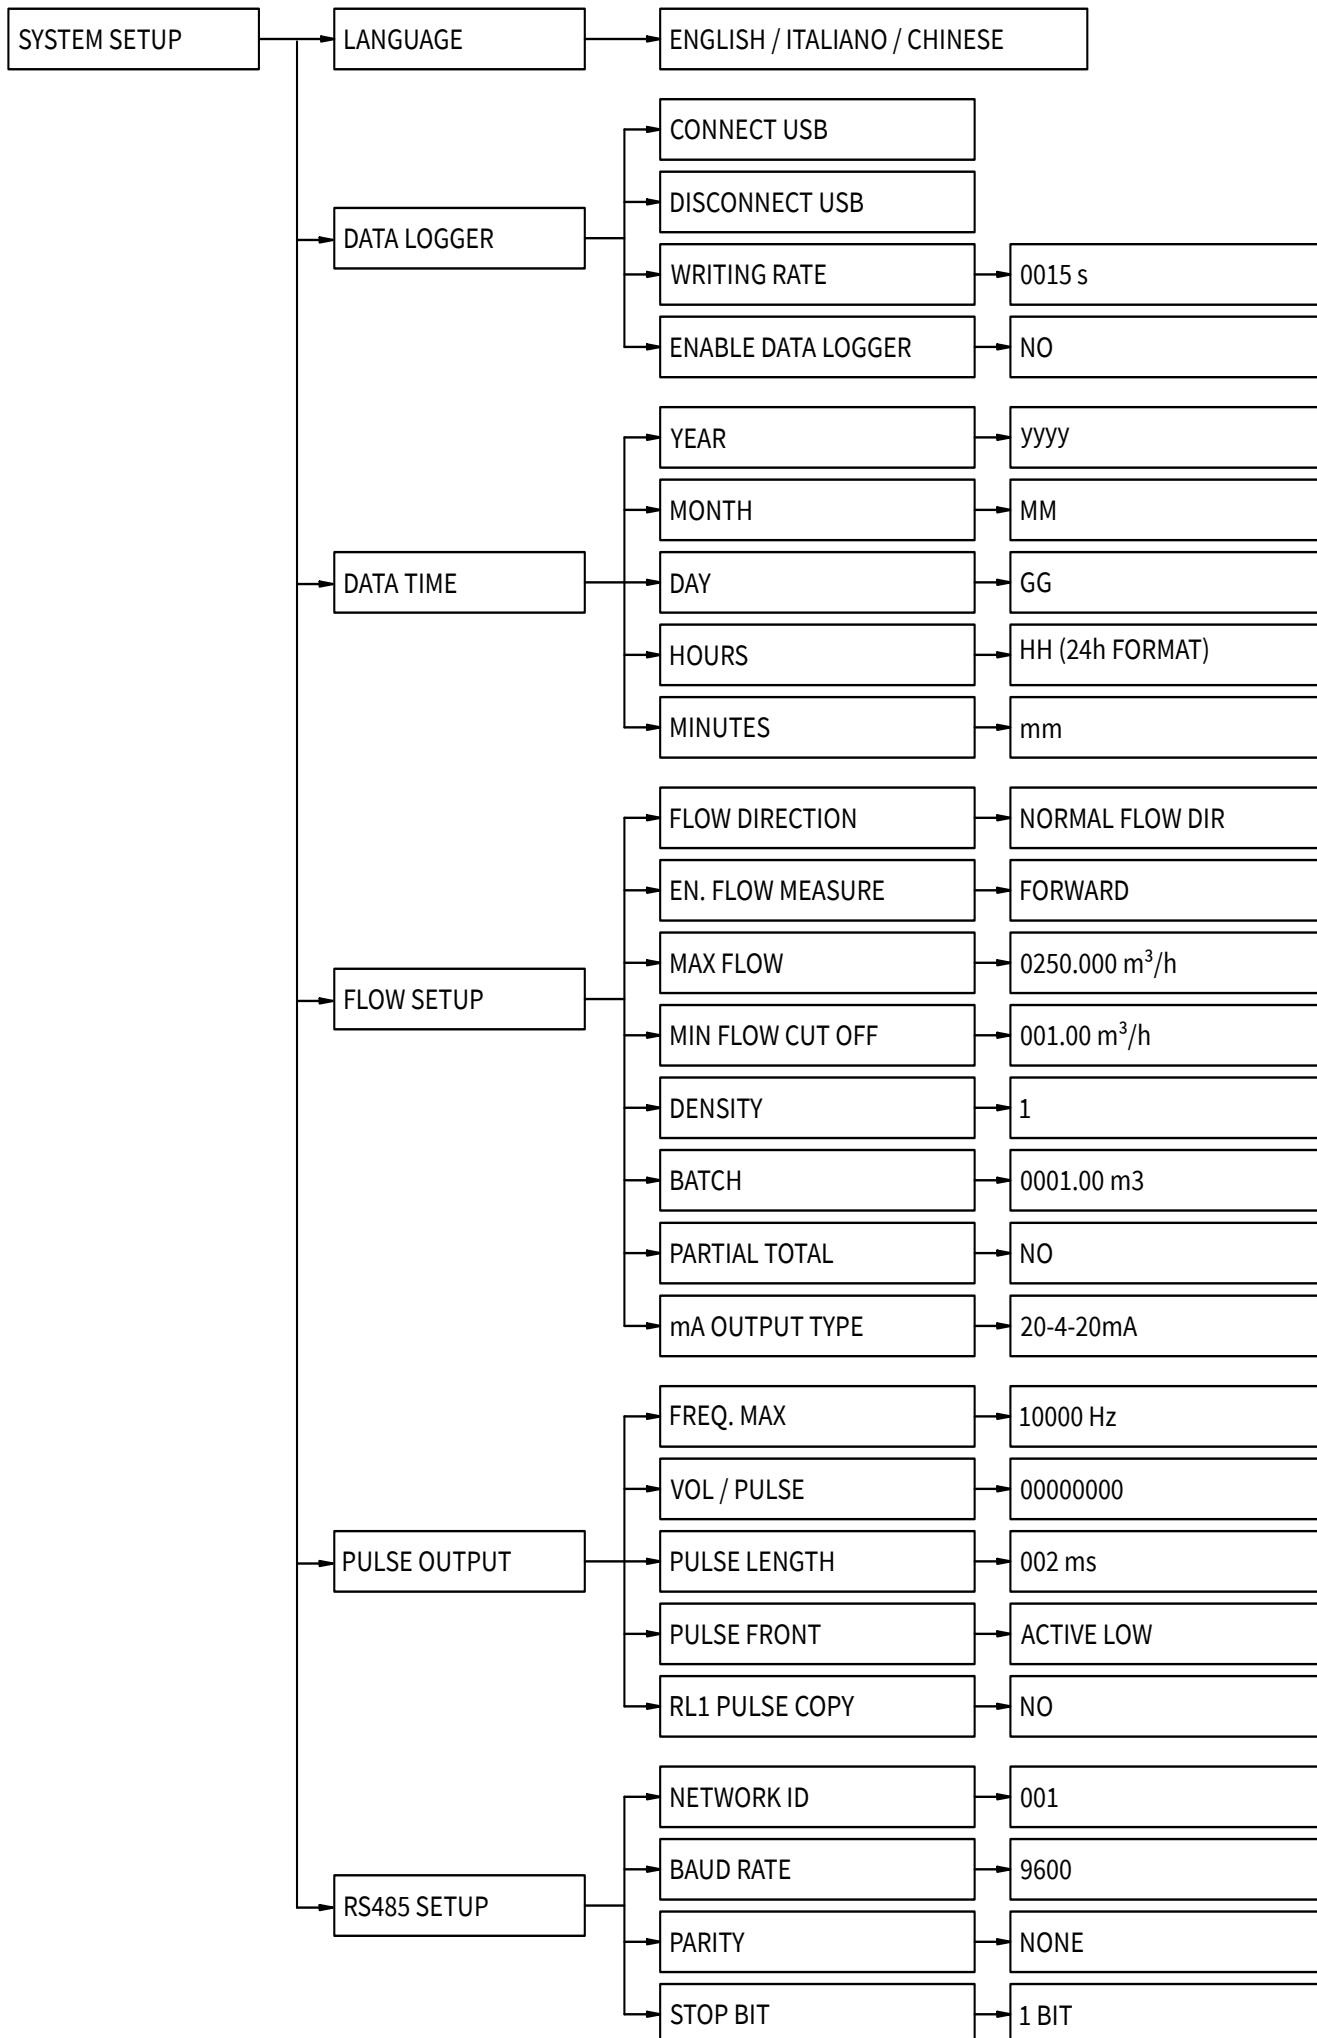 SYSTEM SETUP
LANGUAGE
ENGLISH / ITALIANO / CHINESE
DATA LOGGER
CONNECT USB
DISCONNECT USB
WRITING RATE
0015 s
ENABLE DATA LOGGER
NO
DATA TIME
YEAR
yyyy
MONTH
MM
DAY
GG
HOURS
HH (24h FORMAT)
MINUTES
mm
FLOW SETUP
FLOW DIRECTION
NORMAL FLOW DIR
EN. FLOW MEASURE
FORWARD
MAX FLOW
0250.000 m³/h
MIN FLOW CUT OFF
001.00 m³/h
DENSITY
1
BATCH
0001.00 m3
PARTIAL TOTAL
NO
mA OUTPUT TYPE
20-4-20mA
PULSE OUTPUT
FREQ. MAX
10000 Hz
VOL / PULSE
00000000
PULSE LENGTH
002 ms
PULSE FRONT
ACTIVE LOW
RL1 PULSE COPY
NO
RS485 SETUP
NETWORK ID
001
BAUD RATE
9600
PARITY
NONE
STOP BIT
1 BIT